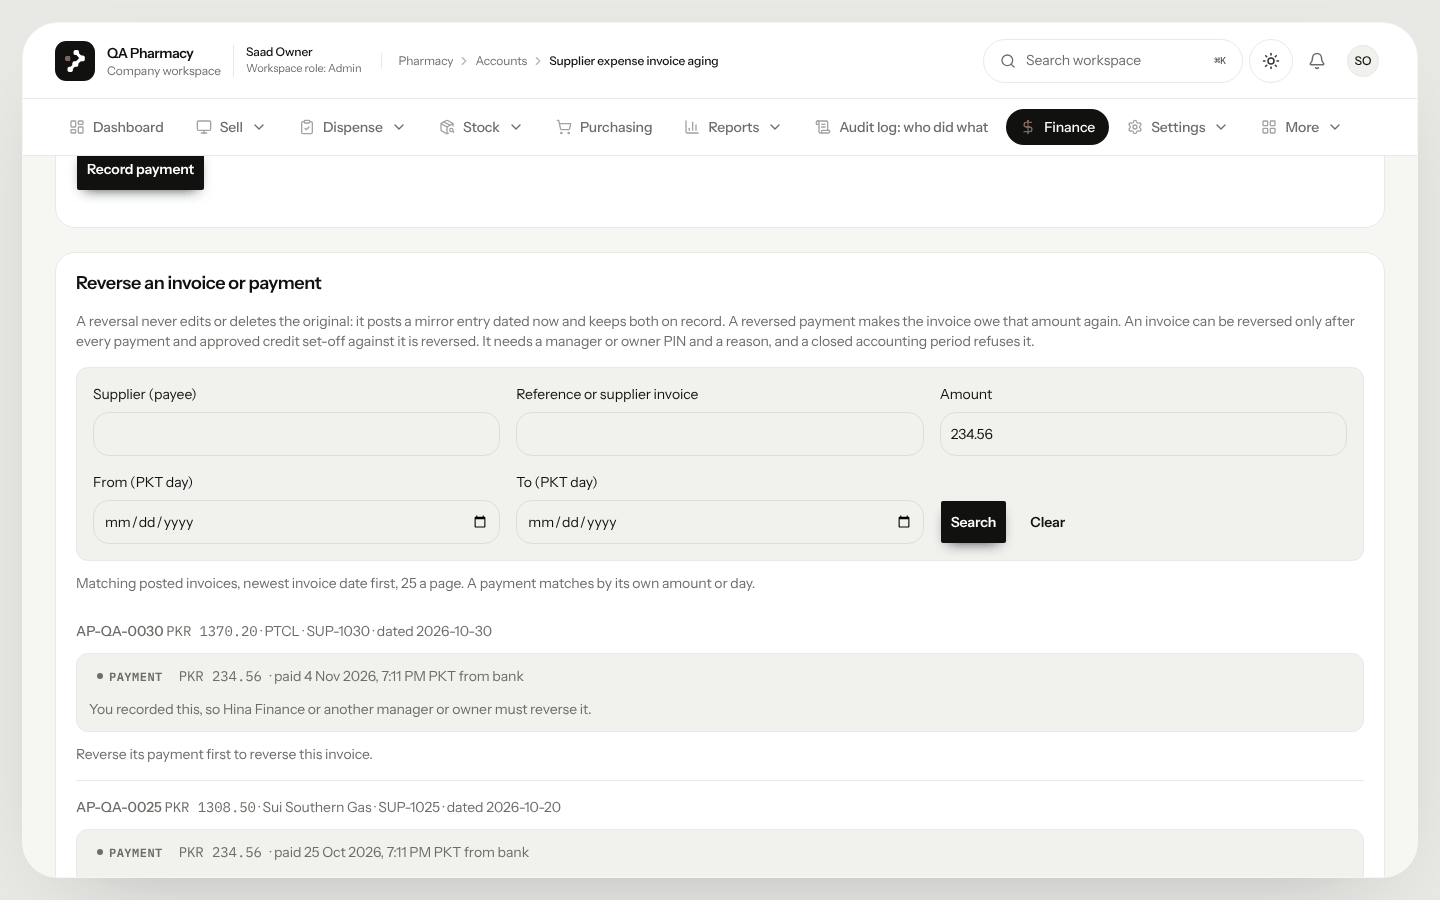 QA Pharmacy
Company workspace
Saad Owner
Workspace role: Admin
Pharmacy > Accounts > Supplier expense invoice aging
Search workspace ⌘K
SO
Dashboard
Sell
Dispense
Stock
Purchasing
Reports
Audit log: who did what
Finance
Settings
More
Record payment
Reverse an invoice or payment
A reversal never edits or deletes the original: it posts a mirror entry dated now and keeps both on record. A reversed payment makes the invoice owe that amount again. An invoice can be reversed only after
every payment and approved credit set-off against it is reversed. It needs a manager or owner PIN and a reason, and a closed accounting period refuses it.
Supplier (payee)
Reference or supplier invoice
Amount
234.56
From (PKT day)
To (PKT day)
mm/dd/yyyy
mm/dd/yyyy
Search
Clear
Matching posted invoices, newest invoice date first, 25 a page. A payment matches by its own amount or day.
AP-QA-0030 PKR 1370.20 · PTCL · SUP-1030 · dated 2026-10-30
PAYMENT PKR 234.56 · paid 4 Nov 2026, 7:11 PM PKT from bank
You recorded this, so Hina Finance or another manager or owner must reverse it.
Reverse its payment first to reverse this invoice.
AP-QA-0025 PKR 1308.50 · Sui Southern Gas · SUP-1025 · dated 2026-10-20
PAYMENT PKR 234.56 · paid 25 Oct 2026, 7:11 PM PKT from bank